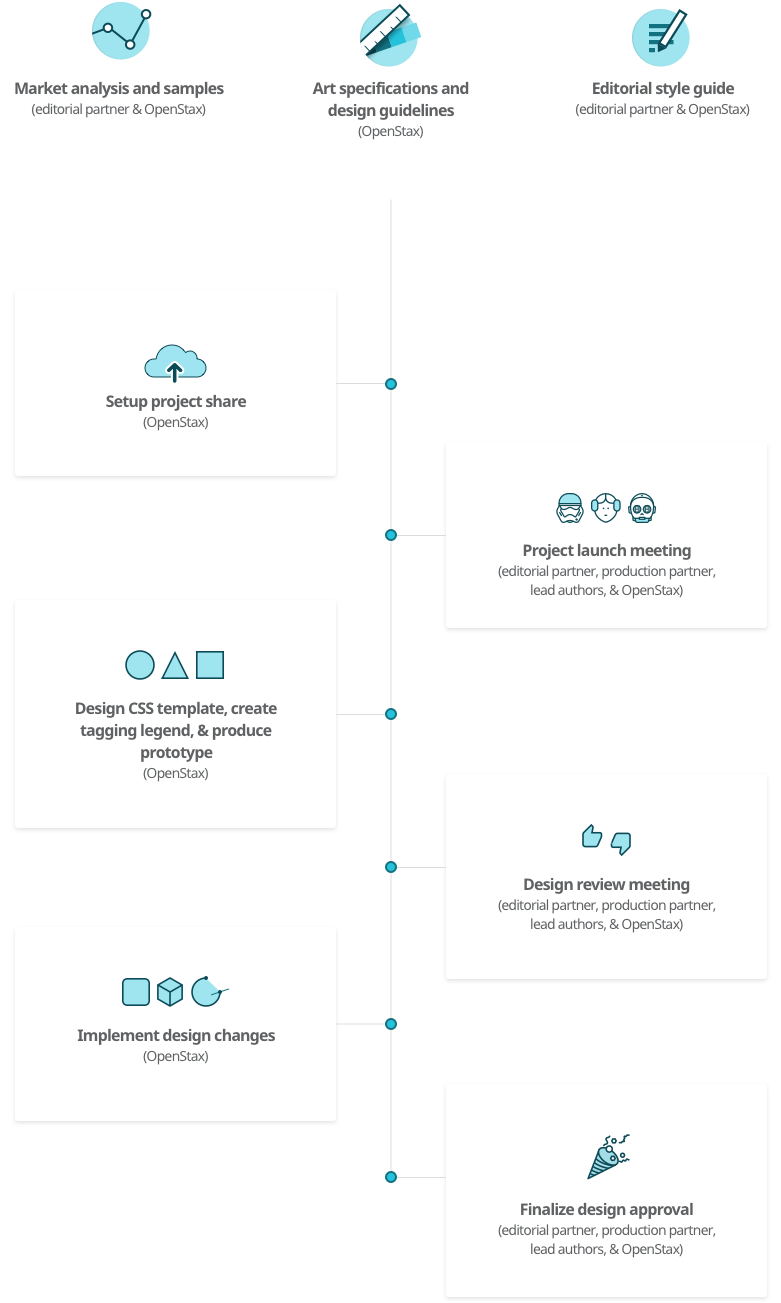 Market analysis and samples
(editorial partner & OpenStax)
Art specifications and
design guidelines
(OpenStax)
Editorial style guide
(editorial partner & OpenStax)
Setup project share
(OpenStax)
Project launch meeting
(editorial partner, production partner,
lead authors, & OpenStax)
Design CSS template, create
tagging legend, & produce
prototype
(OpenStax)
Design review meeting
(editorial partner, production partner,
lead authors, & OpenStax)
Implement design changes
(OpenStax)
Finalize design approval
(editorial partner, production partner,
lead authors, & OpenStax)